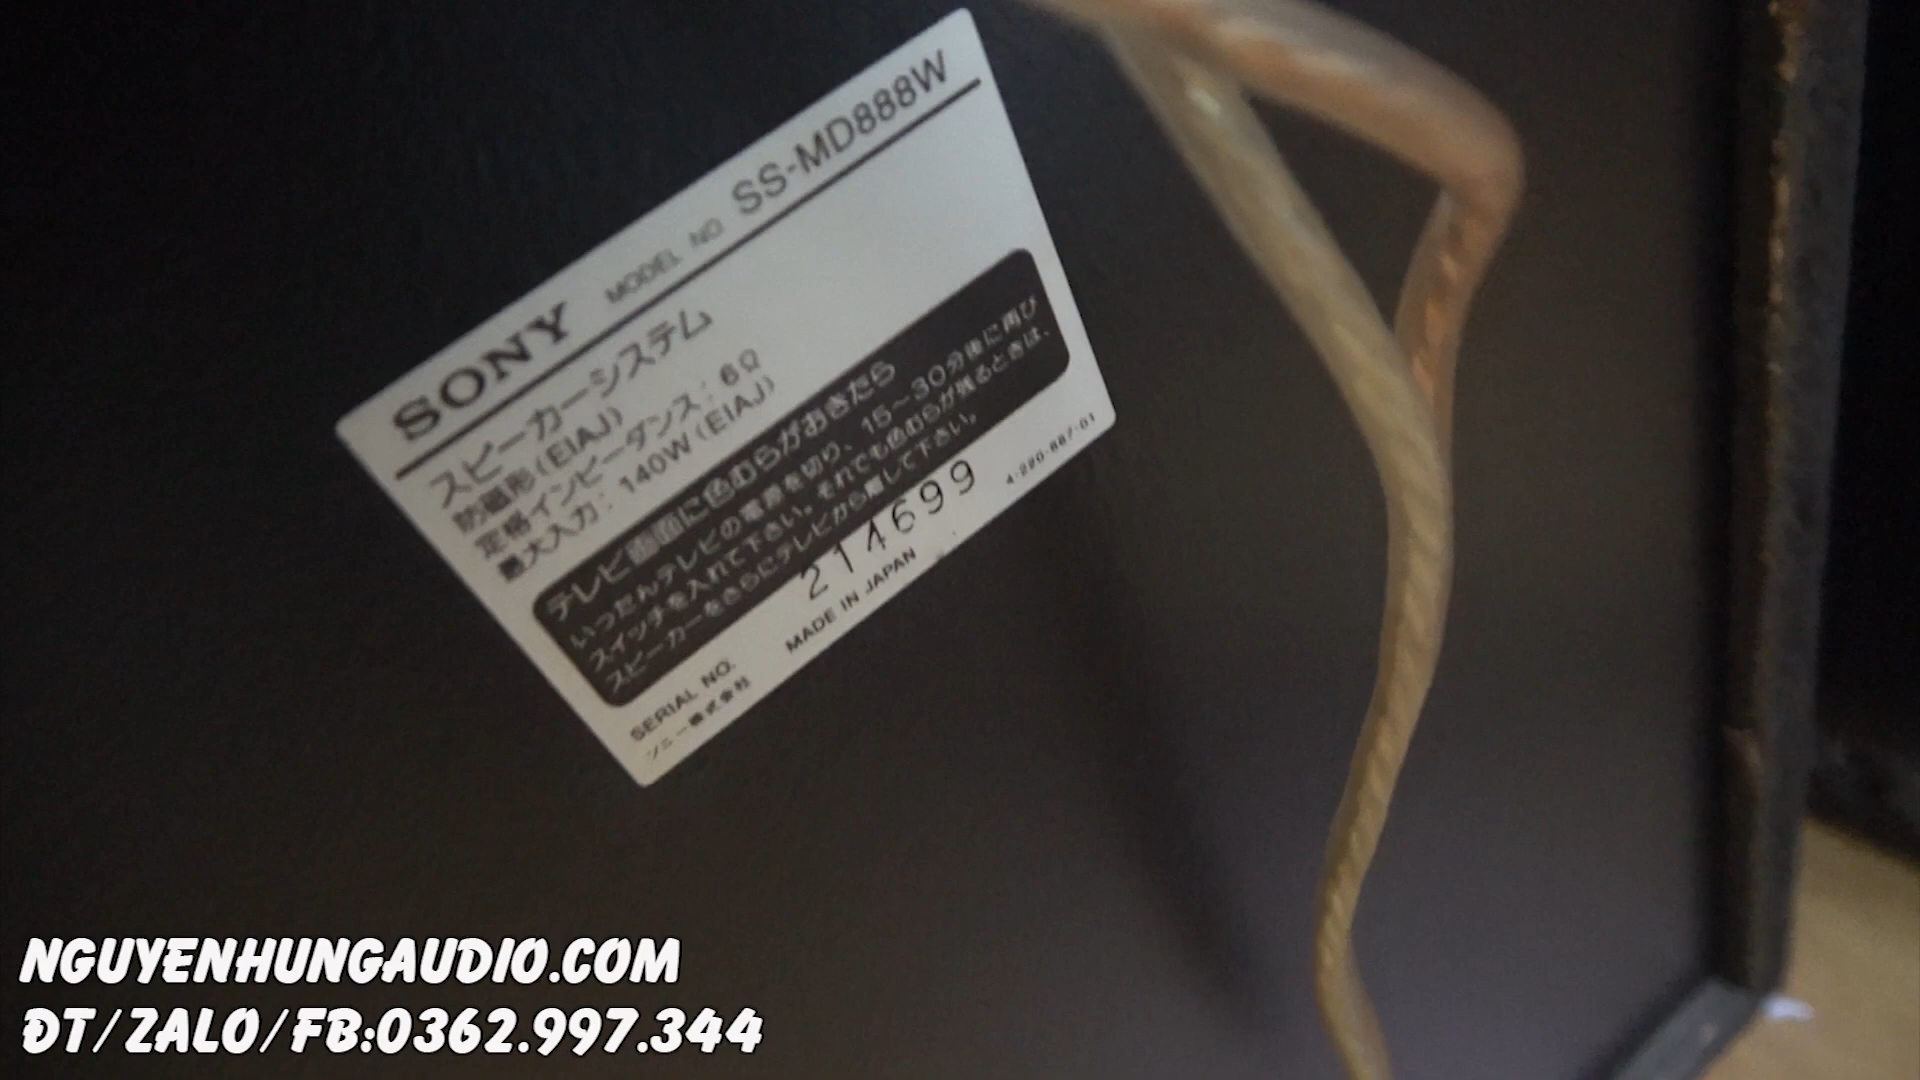 SONY MODEL NO SS-MD888W
スピーカーシステム
防磁形(EIAJ)
定格インピーダンス: 6Ω
最大入力: 140W(EIAJ)
テレビ画面に色むらがおきたら
いったんテレビの電源を切り、15〜30分後に再び
スイッチを入れて下さい。それでも色むらが残るときは、
スピーカーをさらにテレビから離して下さい。
SERIAL NO. 214699
ソニー株式会社 MADE IN JAPAN 4-220-887-01
NGUYENHUNGAUDIO.COM
ĐT/ZALO/FB:0362.997.344